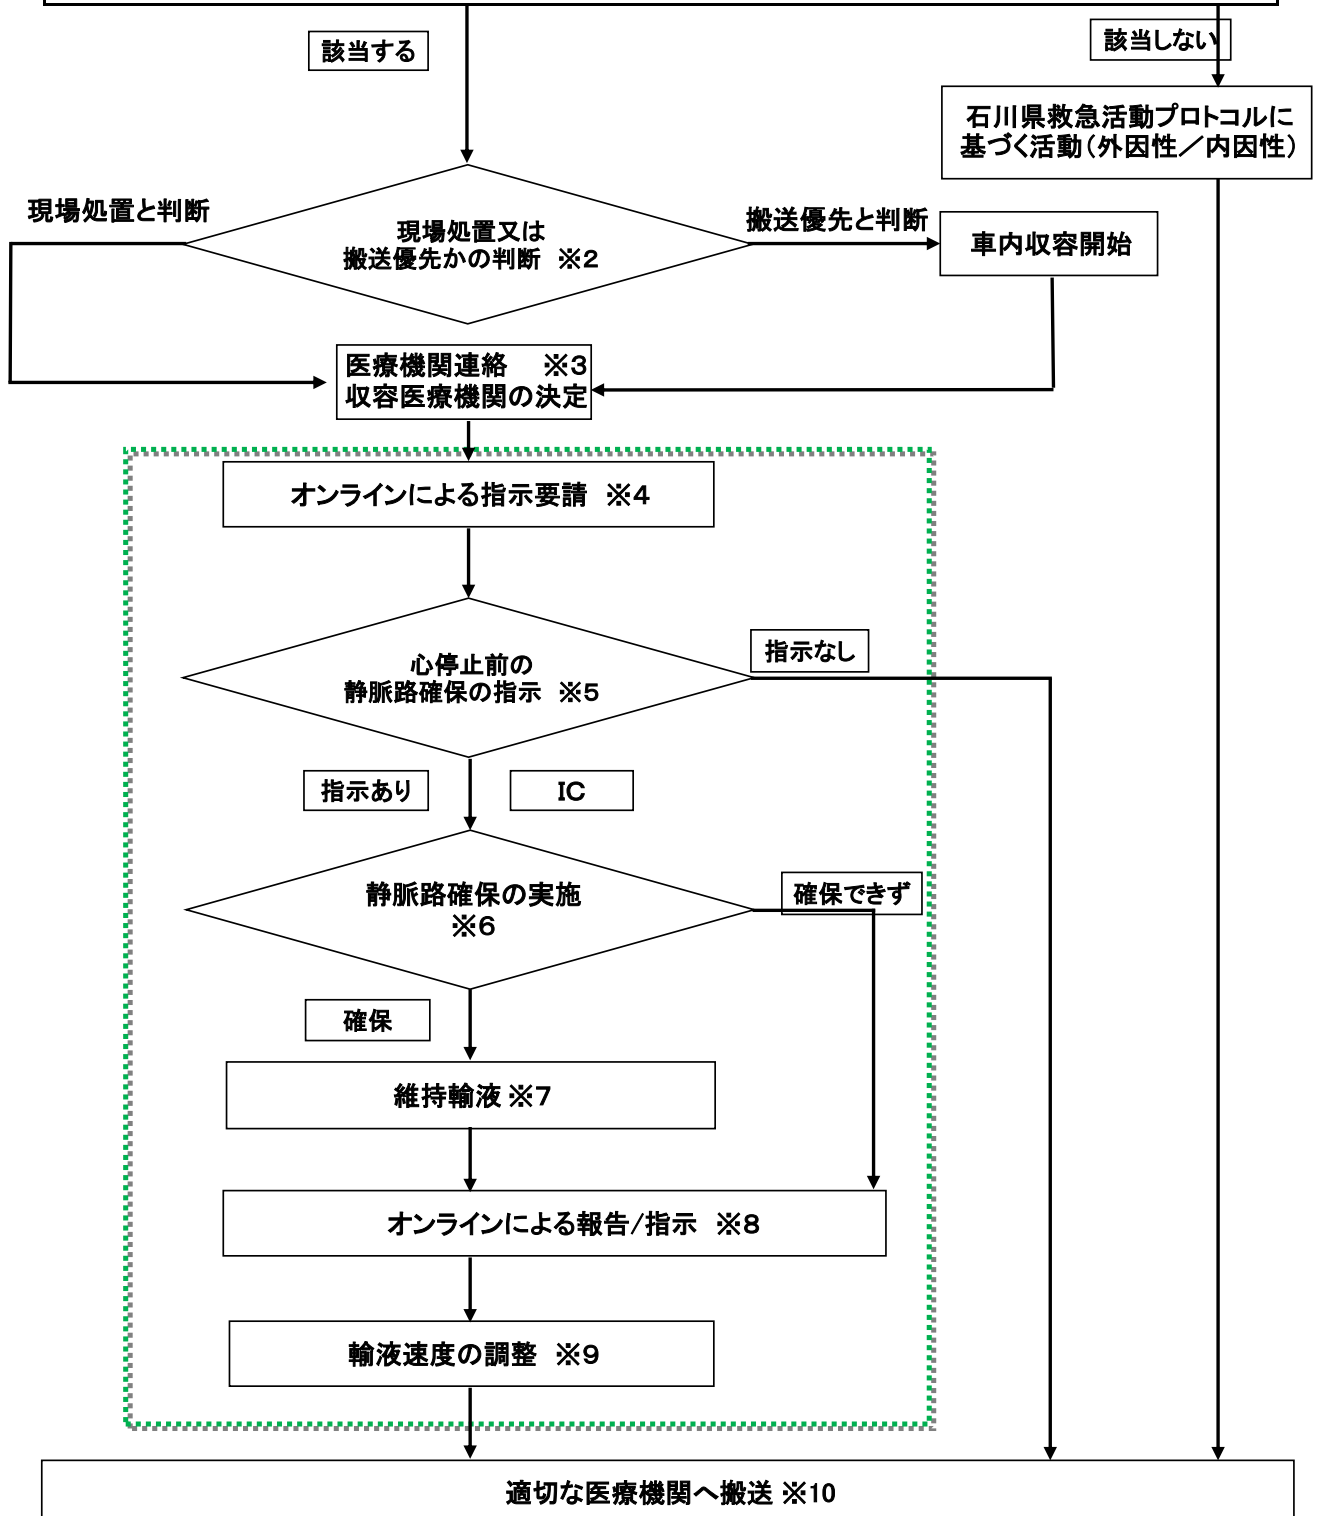 該当する
該当しない
石川県救急活動プロトコルに
基づく活動（外因性／内因性）
現場処置と判断
現場処置又は
搬送優先かの判断　※2
搬送優先と判断
車内収容開始
医療機関連絡　※3
収容医療機関の決定
オンラインによる指示要請　※4
心停止前の
静脈路確保の指示　※5
指示なし
指示あり
IC
静脈路確保の実施
※6
確保できず
確保
維持輸液 ※7
オンラインによる報告/指示　※8
輸液速度の調整　※9
適切な医療機関へ搬送 ※10